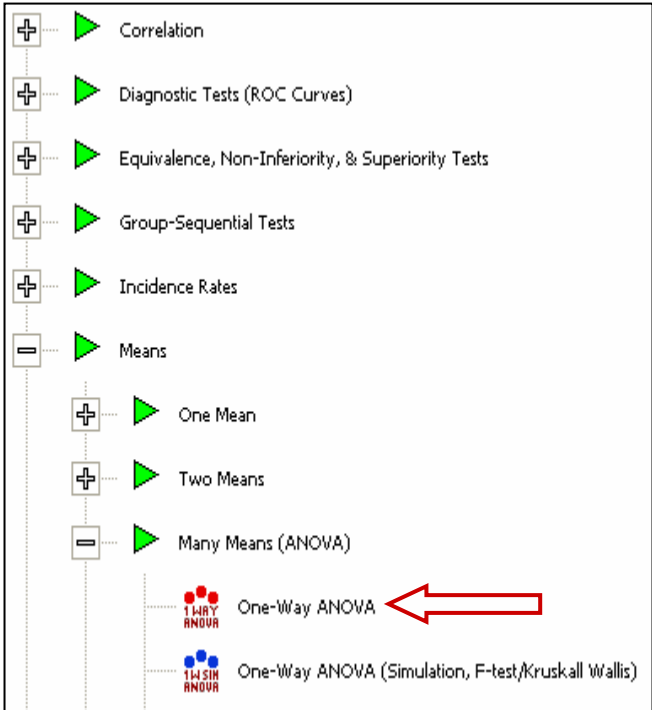 Correlation
Diagnostic Tests (ROC Curves)
Equivalence, Non-Inferiority, & Superiority Tests
Group-Sequential Tests
Incidence Rates
Means
One Mean
Two Means
Many Means (ANOVA)
1 WAY
ANOVA
One-Way ANOVA
1W SIM
ANOVA
One-Way ANOVA (Simulation, F-test/Kruskall Wallis)